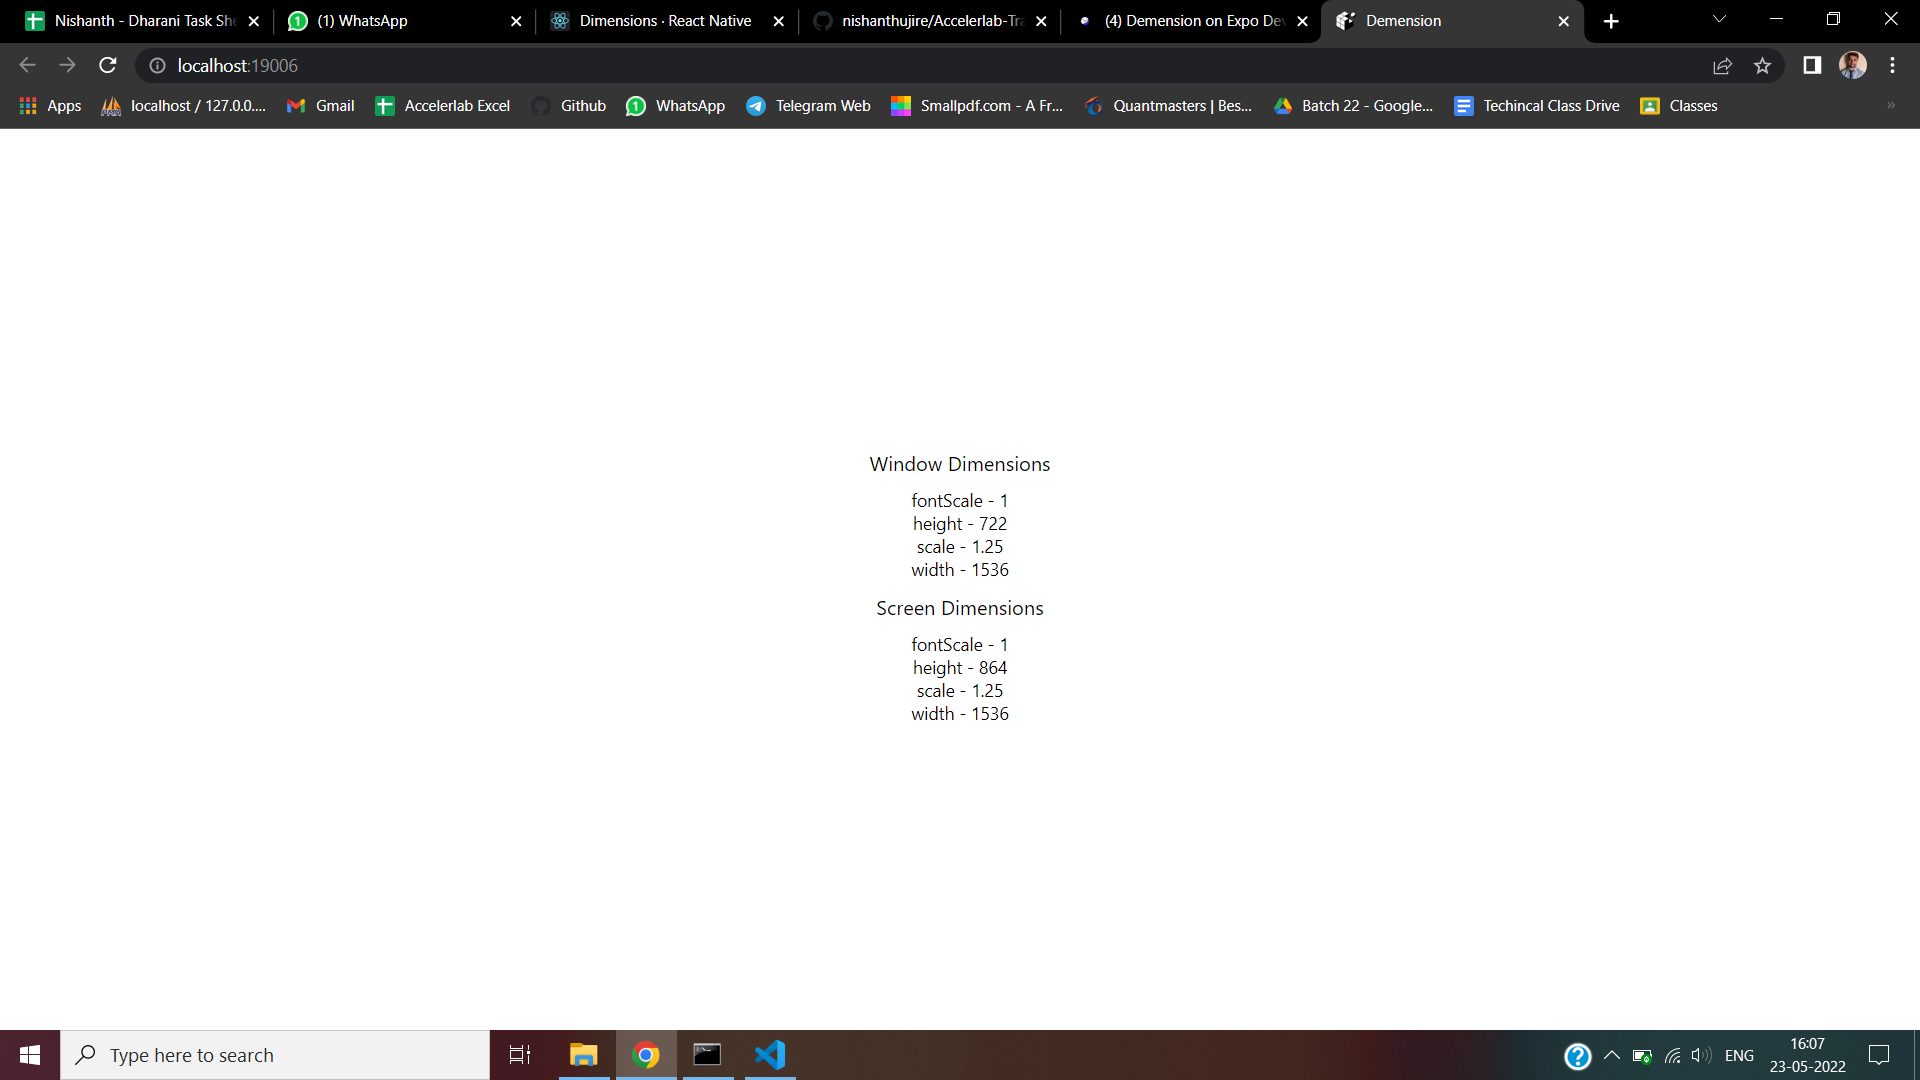 Nishanth - Dharani Task She
(1) WhatsApp
Dimensions · React Native
nishanthujire/Accelerlab-Tra
(4) Demension on Expo Dev
Demension
localhost:19006
Apps
localhost / 127.0.0....
Gmail
Accelerlab Excel
Github
WhatsApp
Telegram Web
Smallpdf.com - A Fr...
Quantmasters | Bes...
Batch 22 - Google...
Techincal Class Drive
Classes
»
Window Dimensions
fontScale - 1
height - 722
scale - 1.25
width - 1536
Screen Dimensions
fontScale - 1
height - 864
scale - 1.25
width - 1536
Type here to search
ENG
16:07
23-05-2022